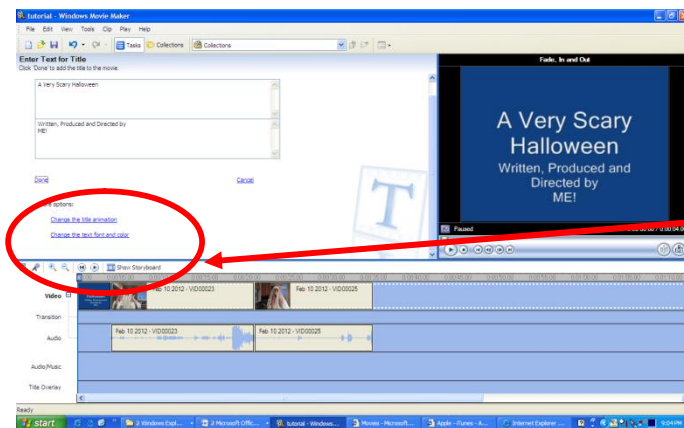 tutorial - Windows Movie Maker
File Edit View Tools Clip Play Help
Tasks Collections Collections
Enter Text for Title
Click 'Done' to add the title to the movie.
A Very Scary Halloween
Written, Produced and Directed by
ME!
Done Cancel
options:
Change the title animation
Change the text font and color
Fade, In and Out
A Very Scary
Halloween
Written, Produced and
Directed by
ME!
Paused
Show Storyboard
Video
Feb 10 2012 - VID00023
Feb 10 2012 - VID00025
Transition
Audio
Feb 10 2012 - VID00023
Feb 10 2012 - VID00025
Audio/Music
Title Overlay
Ready
start
3 Windows Expl...
3 Microsoft Offic...
tutorial - Windows...
Movies - Microsoft...
Apple - iTunes - A...
Internet Explorer ...
9:04 PM